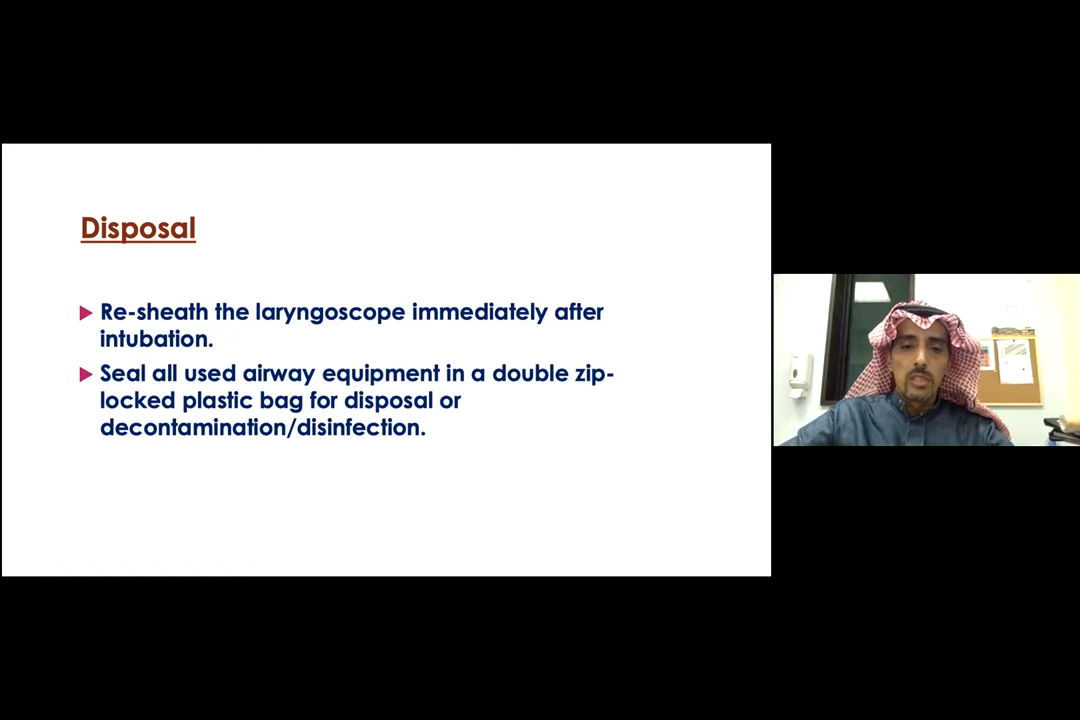 Disposal
Re-sheath the laryngoscope immediately after
intubation.
Seal all used airway equipment in a double zip-
locked plastic bag for disposal or
decontamination/disinfection.